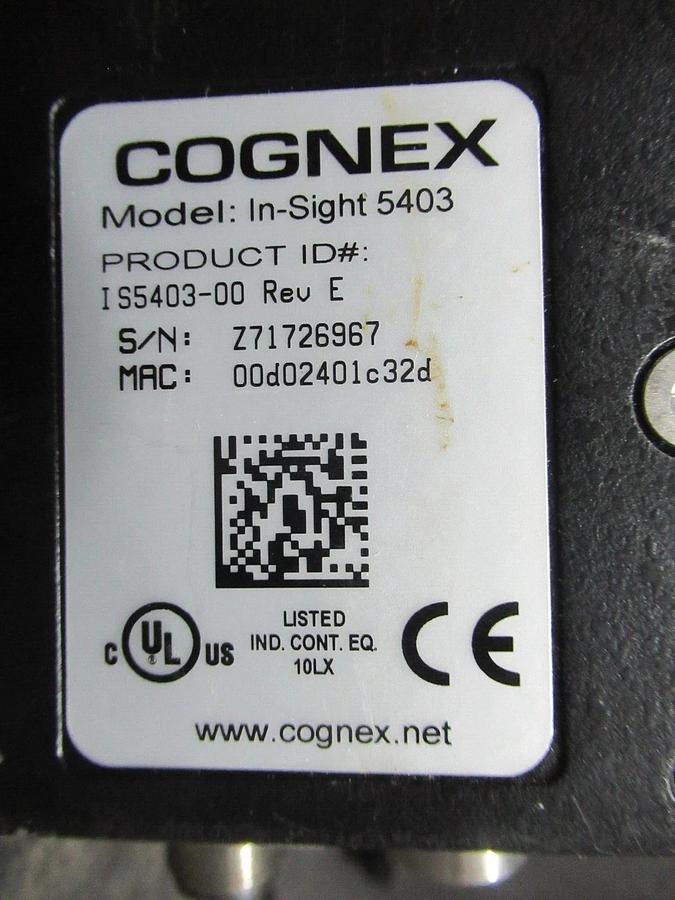 COGNEX
Model: In-Sight 5403
PRODUCT ID#:
IS5403-00 Rev E
S/N: Z71726967
MAC: 00d02401c32d
LISTED
c UL US IND. CONT. EQ. CE
10LX
www.cognex.net